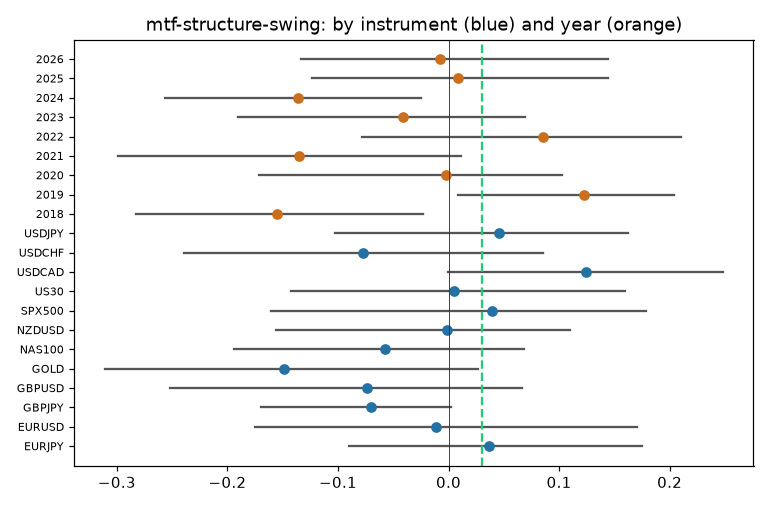 mtf-structure-swing: by instrument (blue) and year (orange)
2026
2025
2024
2023
2022
2021
2020
2019
2018
USDJPY
USDCHF
USDCAD
US30
SPX500
NZDUSD
NAS100
GOLD
GBPUSD
GBPJPY
EURUSD
EURJPY
−0.3 −0.2 −0.1 0.0 0.1 0.2